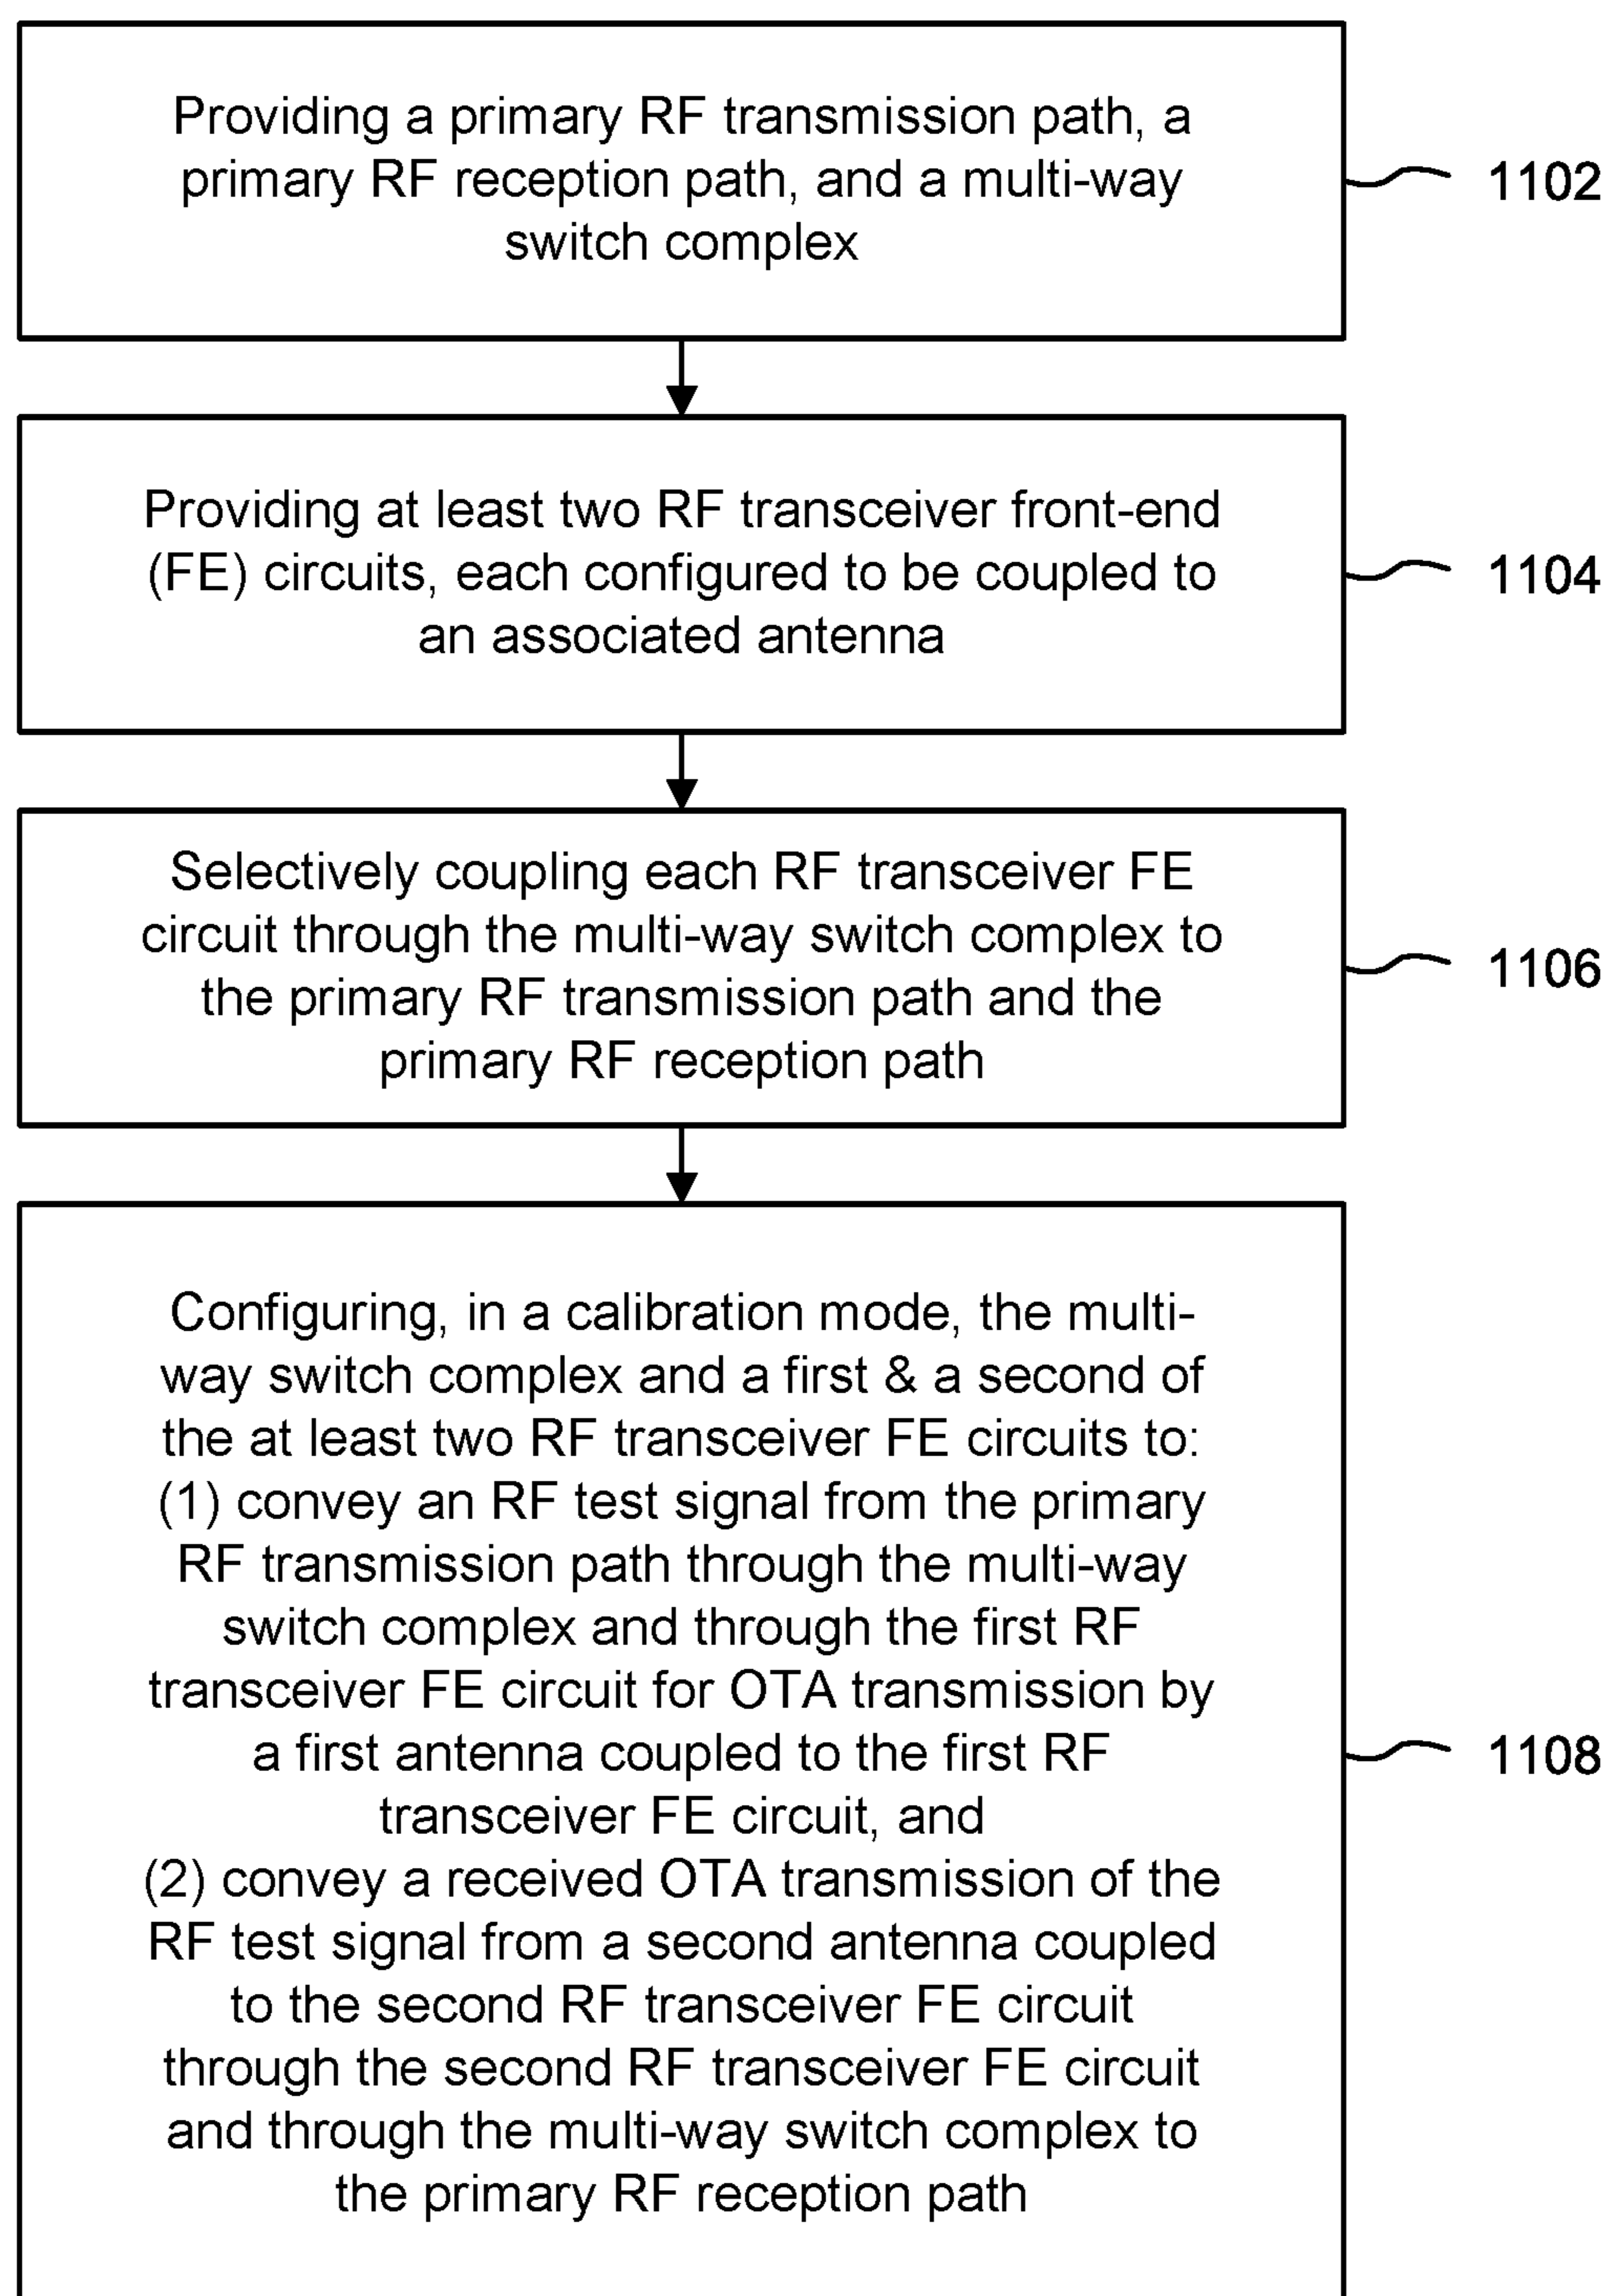 Providing a primary RF transmission path, a
primary RF reception path, and a multi-way
switch complex
1102
Providing at least two RF transceiver front-end
(FE) circuits, each configured to be coupled to
an associated antenna
1104
Selectively coupling each RF transceiver FE
circuit through the multi-way switch complex to
the primary RF transmission path and the
primary RF reception path
1106
Configuring, in a calibration mode, the multi-
way switch complex and a first & a second of
the at least two RF transceiver FE circuits to:
(1) convey an RF test signal from the primary
RF transmission path through the multi-way
switch complex and through the first RF
transceiver FE circuit for OTA transmission by
a first antenna coupled to the first RF
transceiver FE circuit, and
(2) convey a received OTA transmission of the
RF test signal from a second antenna coupled
to the second RF transceiver FE circuit
through the second RF transceiver FE circuit
and through the multi-way switch complex to
the primary RF reception path
1108